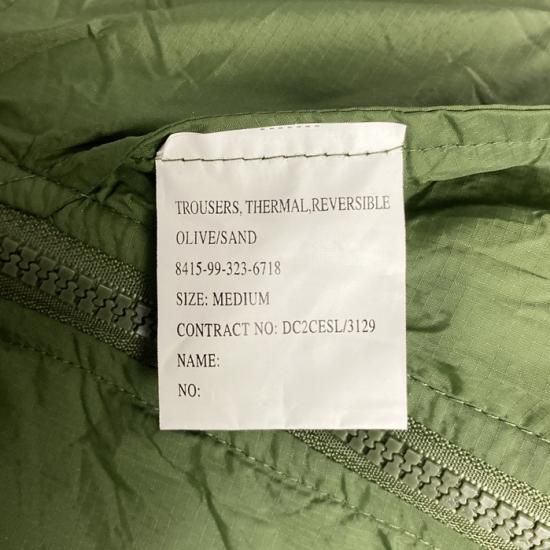 TROUSERS, THERMAL,REVERSIBLE
OLIVE/SAND
8415-99-323-6718
SIZE: MEDIUM
CONTRACT NO: DC2CESL/3129
NAME:
NO: